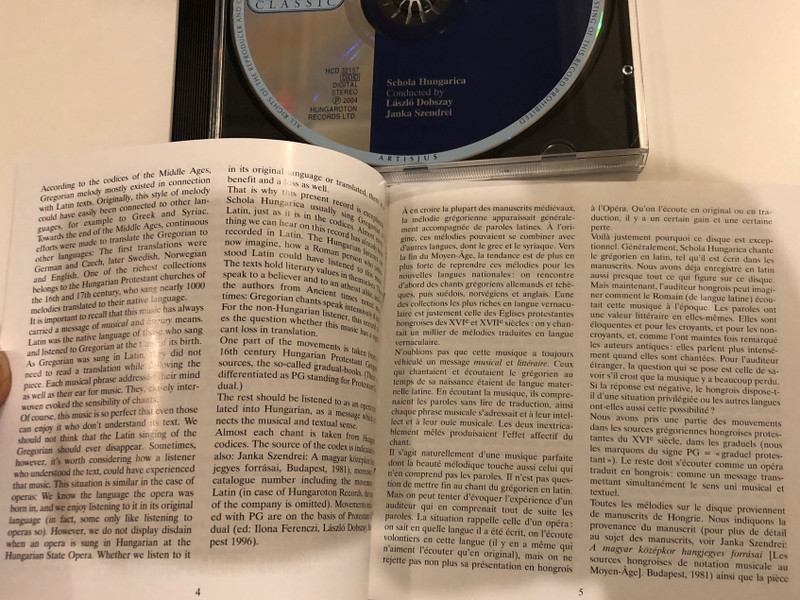 CLASSIC
ALL RIGHTS OF THE REPRODUCER AND
STING OF THIS RECORD PROHIBITED
HCD 32157
DDD
DIGITAL
STEREO
Ⓟ 2004
HUNGAROTON
RECORDS LTD.
Schola Hungarica
Conducted by
László Dobszay
Janka Szendrei
ARTISJUS
According to the codices of the Middle Ages,
Gregorian melody mostly existed in connection
with Latin texts. Originally, this style of melody
could have easily been connected to other lan-
guages, for example to Greek and Syriac.
Towards the end of the Middle Ages, continuous
efforts were made to translate the Gregorian to
other languages: The first translations were
German and Czech, later Swedish, Norwegian
and English. One of the richest collections
belongs to the Hungarian Protestant churches of
the 16th and 17th century, who sang nearly 1000
melodies translated to their native language.
It is important to recall that this music has always
carried a message of musical and literary means.
Latin was the native language of those who sang
and listened to Gregorian at the time of its birth.
As Gregorian was sung in Latin, they did not
need to read a translation while following the
piece. Each musical phrase addressed their mind
as well as their ear for music. They closely inter-
woven evoked the sensibility of chants.
Of course, this music is so perfect that even those
can enjoy it who don't understand its text. We
should not think that the Latin singing of the
Gregorian should ever disappear. Sometimes,
however, it's worth considering how a listener
who understood the text, could have experienced
that music. This situation is similar in the case of
operas: We know the language the opera was
born in, and we enjoy listening to it in its original
language (in fact, some only like listening to
operas so). However, we do not display disdain
when an opera is sung in Hungarian at the
Hungarian State Opera. Whether we listen to it
in its original language or translated, there
benefit and a loss as well.
That is why this present record is
Schola Hungarica usually sing
Latin, just as it is in the codices.
thing we can hear on this record has
recorded in Latin. The Hungarian
now imagine, how a Roman person
stood Latin could have listened to this
The texts hold literary values in themselves.
speak to a believer and to an atheist alike,
the authors from Ancient times
times: Gregorian chants speak intensively
For the non-Hungarian listener, this
es the question whether this music has a
cant loss in translation.
One part of the movements is taken
16th century Hungarian Protestant
sources, the so-called gradual-books. (The
differentiated as PG standing for Protestant
dual.)
The rest should be listened to as an opera
lated into Hungarian, as a message which
nects the musical and textual sense.
Almost each chant is taken from
codices. The source of the codex is
also: Janka Szendrei: A magyar középkor
jegyes forrásai, Budapest, 1981),
catalogue number including the
Latin (in case of Hungaroton Records, the
of the company is omitted).
ed with PG are on the basis of Protestant
dual (ed: Ilona Ferenczi, László Dobszay,
pest 1996).
4
A en croire la plupart des manuscrits médiévaux,
la mélodie grégorienne apparaissait générale-
ment accompagnée de paroles latines. A l'ori-
gine, ces mélodies pouvaient se combiner avec
d'autres langues, dont le grec et le syriaque. Vers
la fin du Moyen-Âge, la tendance est de plus en
plus forte de reprendre ces mélodies pour les
nouvelles langues nationales : on rencontre
d'abord des chants grégoriens allemands et tchè-
ques, puis suédois, norvégiens et anglais. L'une
des collections les plus riches en langue vernacu-
laire est justement celle des Églises protestantes
hongroises des XVIe et XVIIe siècles : on y chan-
tait un millier de mélodies traduites en langue
vernaculaire.
N'oublions pas que cette musique a toujours
véhiculé un message musical et littéraire. Ceux
qui chantaient et écoutaient le grégorien au
temps de sa naissance étaient de langue mater-
nelle latine. En écoutant la musique, ils compre-
naient les paroles sans lire de traduction, ainsi
chaque phrase musicale s'adressait et à leur intel-
lect et à leur ouïe musicale. Les deux inextrica-
blement mêlés produisaient l'effet affectif du
chant.
Il s'agit naturellement d'une musique parfaite
dont la beauté mélodique touche aussi celui qui
n'en comprend pas les paroles. Il n'est pas ques-
tion de mettre fin au chant du grégorien en latin.
Mais on peut tenter d'évoquer l'expérience d'un
auditeur qui en comprenait tout de suite les
paroles. La situation rappelle celle d'un opéra :
on sait en quelle langue il a été écrit, on l'écoute
volontiers en cette langue (il y en a même qui
n'aiment l'écouter qu'en original), mais on ne
rejette pas non plus sa présentation en hongrois
à l'Opéra. Qu'on l'écoute en original ou en tra-
duction, il y a un certain gain et une certaine
perte.
Voilà justement pourquoi ce disque est excep-
tionnel. Généralement, Schola Hungarica chante
le grégorien en latin, tel qu'il est écrit dans les
manuscrits. Nous avons déjà enregistré en latin
aussi presque tout ce qui figure sur ce disque.
Mais maintenant, l'auditeur hongrois peut imagi-
ner comment le Romain (de langue latine) écou-
tait cette musique à l'époque. Les paroles ont
une valeur littéraire en elles-mêmes. Elles sont
éloquentes et pour les croyants, et pour les non-
croyants, et, comme l'ont maintes fois remarqué
les auteurs antiques : elles parlent plus intensé-
ment quand elles sont chantées. Pour l'auditeur
étranger, la question qui se pose est celle de sa-
voir s'il croit que la musique y a beaucoup perdu.
Si la réponse est négative, le hongrois dispose-t-
il d'une situation privilégiée ou les autres langues
ont-elles aussi cette possibilité ?
Nous avons pris une partie des mouvements
dans les sources grégoriennes hongroises protes-
tantes du XVIe siècle, dans les graduels (nous
les marquons du signe PG = « graduel protes-
tant »). Le reste doit s'écouter comme un opéra
traduit en hongrois : comme un message trans-
mettant simultanément le sens uni musical et
textuel.
Toutes les mélodies sur le disque proviennent
de manuscrits de Hongrie. Nous indiquons la
provenance du manuscrit (pour plus de détail
au sujet des manuscrits, voir Janka Szendrei:
A magyar középkor hangjegyes forrásai [Les
sources hongroises de notation musicale au
Moyen-Âge]. Budapest, 1981) ainsi que la pièce
5